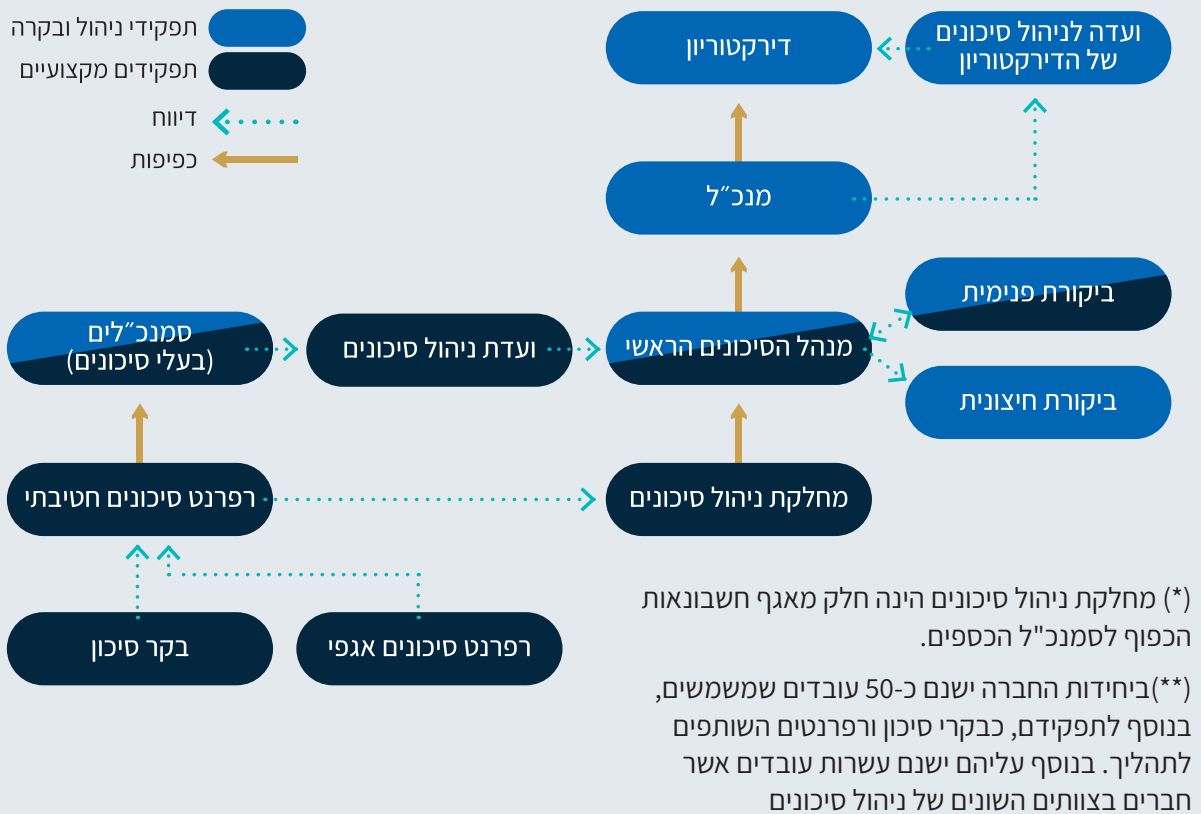 תפקידי ניהול ובקרה
תפקידים מקצועיים
דיווח
כפיפות
ועדה לניהול סיכונים
של הדירקטוריון
דירקטוריון
מנכ״ל
ביקורת פנימית
מנהל הסיכונים הראשי
ועדת ניהול סיכונים
סמנכ״לים
(בעלי סיכונים)
ביקורת חיצונית
מחלקת ניהול סיכונים
רפרנט סיכונים חטיבתי
רפרנט סיכונים אגפי
בקר סיכון
(*) מחלקת ניהול סיכונים הינה חלק מאגף חשבונאות
הכפוף לסמנכ"ל הכספים.
(**)ביחידות החברה ישנם כ-50 עובדים שמשמשים,
בנוסף לתפקידם, כבקרי סיכון ורפרנטים השותפים
לתהליך. בנוסף עליהם ישנם עשרות עובדים אשר
חברים בצוותים השונים של ניהול סיכונים